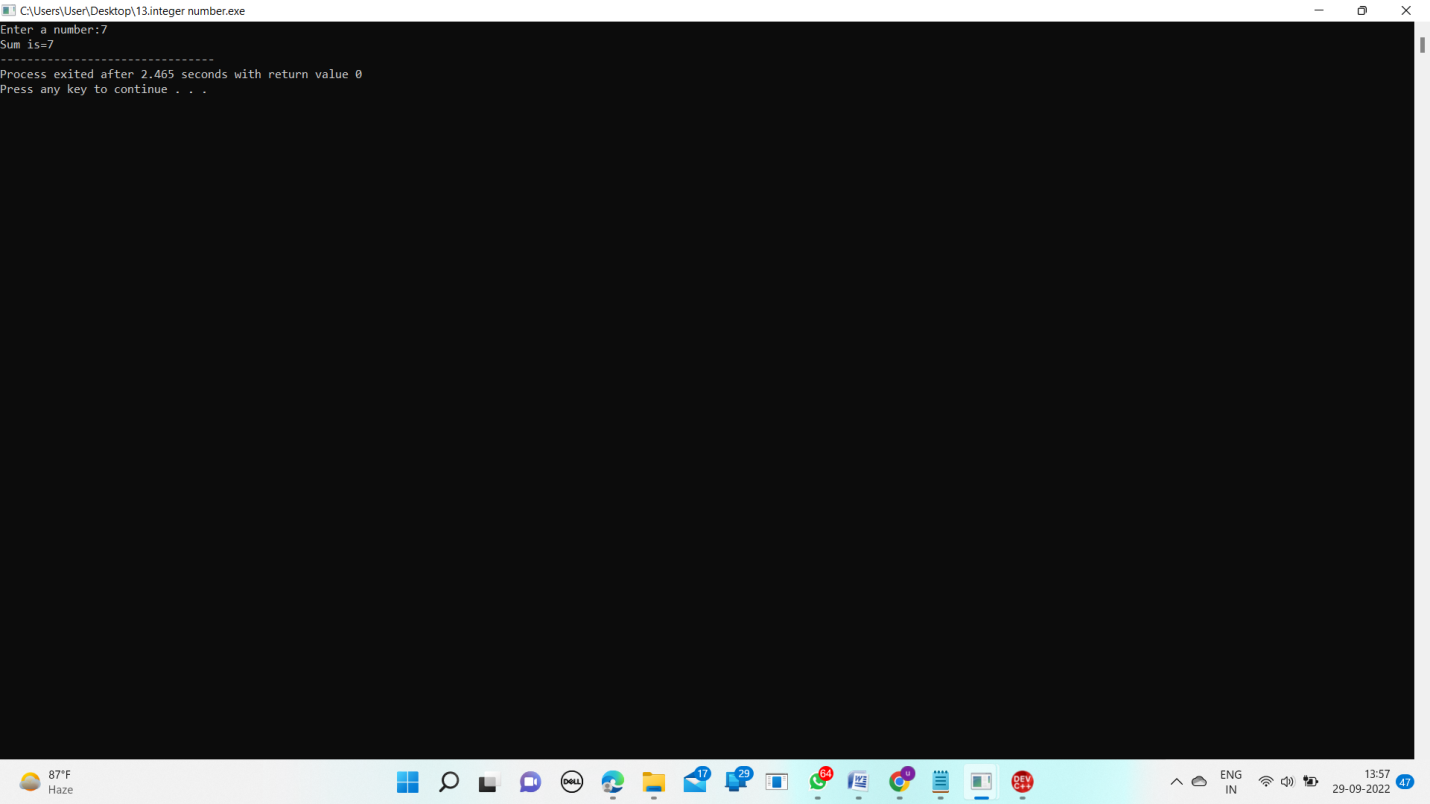 C:\Users\User\Desktop\13.integer number.exe
Enter a number:7
Sum is=7
--------------------------------
Process exited after 2.465 seconds with return value 0
Press any key to continue . . .
87°F
Haze
DELL
17
29
64
W
u
DEV
C++
ENG
IN
13:57
29-09-2022
47